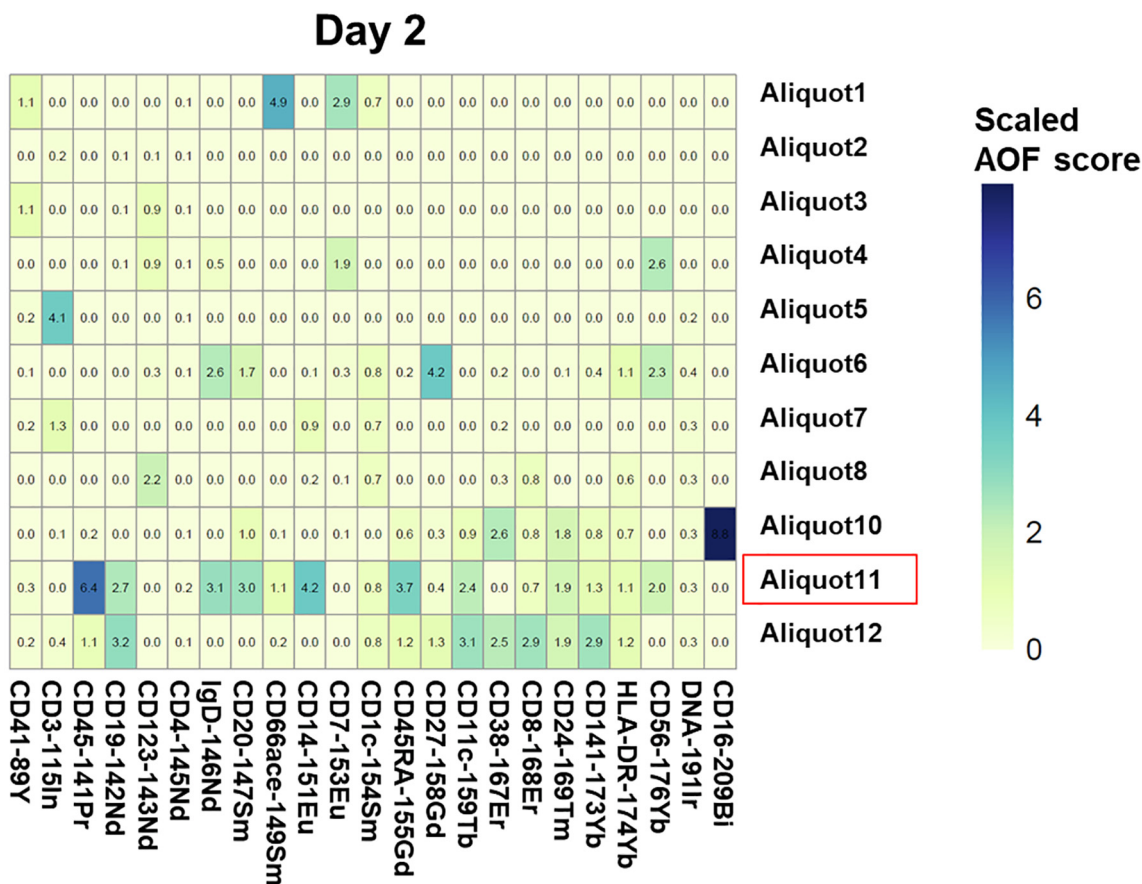 Day 2
1.1 0.0 0.0 0.0 0.0 0.1 0.0 0.0 4.9 0.0 2.9 0.7 0.0 0.0 0.0 0.0 0.0 0.0 0.0 0.0 0.0 0.0 0.0 Aliquot1
0.0 0.2 0.0 0.1 0.1 0.1 0.0 0.0 0.0 0.0 0.0 0.0 0.0 0.0 0.0 0.0 0.0 0.0 0.0 0.0 0.0 0.0 0.0 Aliquot2
1.1 0.0 0.0 0.1 0.9 0.1 0.0 0.0 0.0 0.0 0.0 0.0 0.0 0.0 0.0 0.0 0.0 0.0 0.0 0.0 0.0 0.0 0.0 Aliquot3
0.0 0.0 0.0 0.1 0.9 0.1 0.5 0.0 0.0 0.0 1.9 0.0 0.0 0.0 0.0 0.0 0.0 0.0 0.0 0.0 2.6 0.0 0.0 Aliquot4
0.2 4.1 0.0 0.0 0.0 0.1 0.0 0.0 0.0 0.0 0.0 0.0 0.0 0.0 0.0 0.0 0.0 0.0 0.0 0.0 0.0 0.2 0.0 Aliquot5
0.1 0.0 0.0 0.0 0.3 0.1 2.6 1.7 0.0 0.1 0.3 0.8 0.2 4.2 0.0 0.2 0.0 0.1 0.4 1.1 2.3 0.4 0.0 Aliquot6
0.2 1.3 0.0 0.0 0.0 0.0 0.0 0.0 0.0 0.9 0.0 0.7 0.0 0.0 0.0 0.2 0.0 0.0 0.0 0.0 0.0 0.3 0.0 Aliquot7
0.0 0.0 0.0 0.0 2.2 0.0 0.0 0.0 0.0 0.2 0.1 0.7 0.0 0.0 0.0 0.3 0.8 0.0 0.0 0.6 0.0 0.3 0.0 Aliquot8
0.0 0.1 0.2 0.0 0.0 0.0 0.0 1.0 0.1 0.0 0.1 0.0 0.6 0.3 0.9 2.6 0.8 1.8 0.8 0.7 0.0 0.3 8.8 Aliquot10
0.3 0.0 6.4 2.7 0.0 0.2 3.1 3.0 1.1 4.2 0.0 0.8 3.7 0.4 2.4 0.0 0.7 1.9 1.3 1.1 2.0 0.3 0.0 Aliquot11
0.2 0.4 1.1 3.2 0.0 0.1 0.0 0.0 0.2 0.0 0.0 0.8 1.2 1.3 3.1 2.5 2.9 1.9 2.9 1.2 0.0 0.3 0.0 Aliquot12
CD41-89Y
CD3-115In
CD45-141Pr
CD19-142Nd
CD123-143Nd
CD4-145Nd
IgD-146Nd
CD20-147Sm
CD66ace-149Sm
CD14-151Eu
CD7-153Eu
CD1c-154Sm
CD45RA-155Gd
CD27-158Gd
CD11c-159Tb
CD38-167Er
CD8-168Er
CD24-169Tm
CD141-173Yb
HLA-DR-174Yb
CD56-176Yb
DNA-191Ir
CD16-209Bi
Scaled
AOF score
6
4
2
0